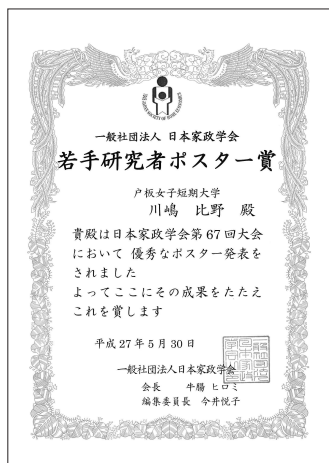 一般社団法人 日本家政学会
若手研究者ポスター賞
戸板女子短期大学
川嶋 比野 殿
貴殿は日本家政学会第67回大会
において 優秀なポスター発表を
されました
よってここにその成果をたたえ
これを賞します
平成27年5月30日
一般社団法人日本家政学会
会長 牛腸 ヒロミ
編集委員長 今井悦子